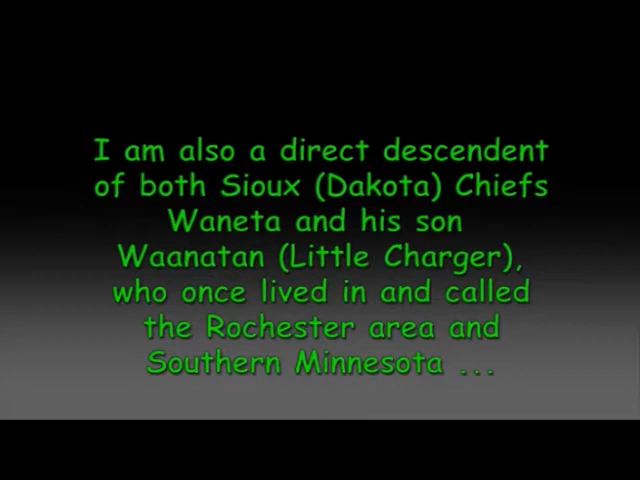 I am also a direct descendent
of both Sioux (Dakota) Chiefs
Waneta and his son
Waanatan (Little Charger),
who once lived in and called
the Rochester area and
Southern Minnesota ...